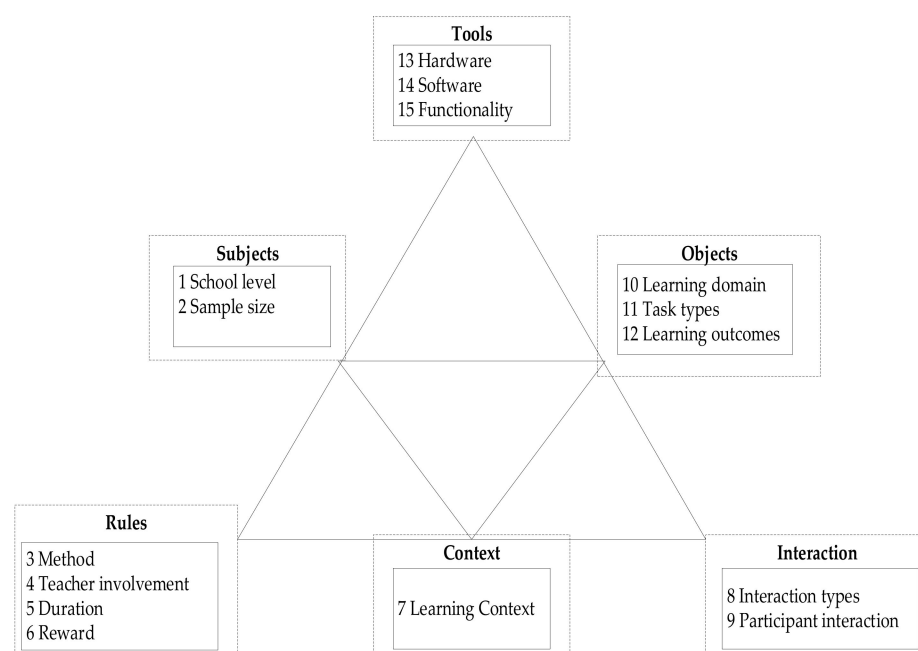 Tools
13 Hardware
14 Software
15 Functionality
Subjects
1 School level
2 Sample size
Objects
10 Learning domain
11 Task types
12 Learning outcomes
Rules
3 Method
4 Teacher involvement
5 Duration
6 Reward
Context
7 Learning Context
Interaction
8 Interaction types
9 Participant interaction